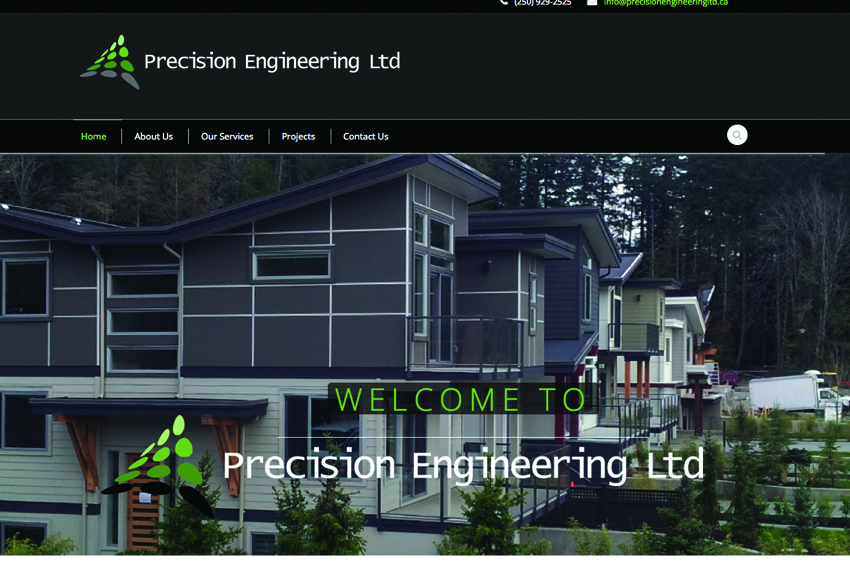 (250) 929-2525 info@precisionengineeringltd.ca
Precision Engineering Ltd
Home About Us Our Services Projects Contact Us
WELCOME TO
Precision Engineering Ltd